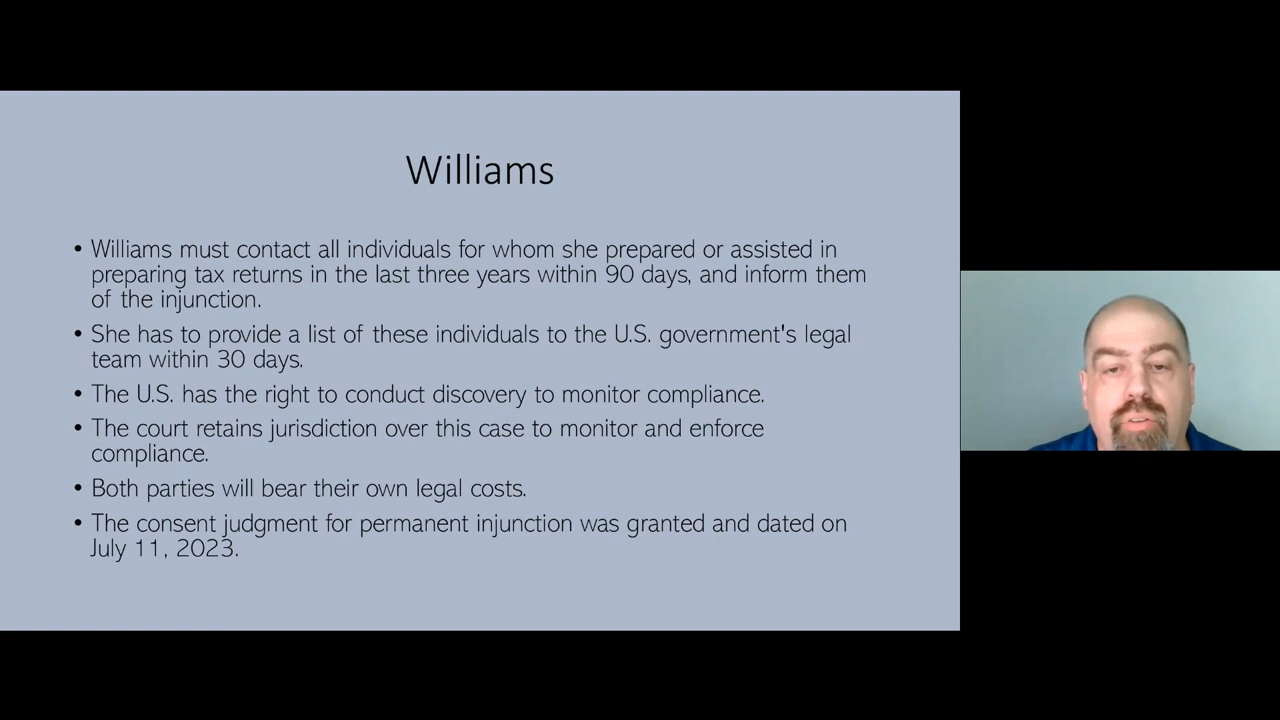 Williams
• Williams must contact all individuals for whom she prepared or assisted in
preparing tax returns in the last three years within 90 days, and inform them
of the injunction.
• She has to provide a list of these individuals to the U.S. government's legal
team within 30 days.
• The U.S. has the right to conduct discovery to monitor compliance.
• The court retains jurisdiction over this case to monitor and enforce
compliance.
• Both parties will bear their own legal costs.
• The consent judgment for permanent injunction was granted and dated on
July 11, 2023.